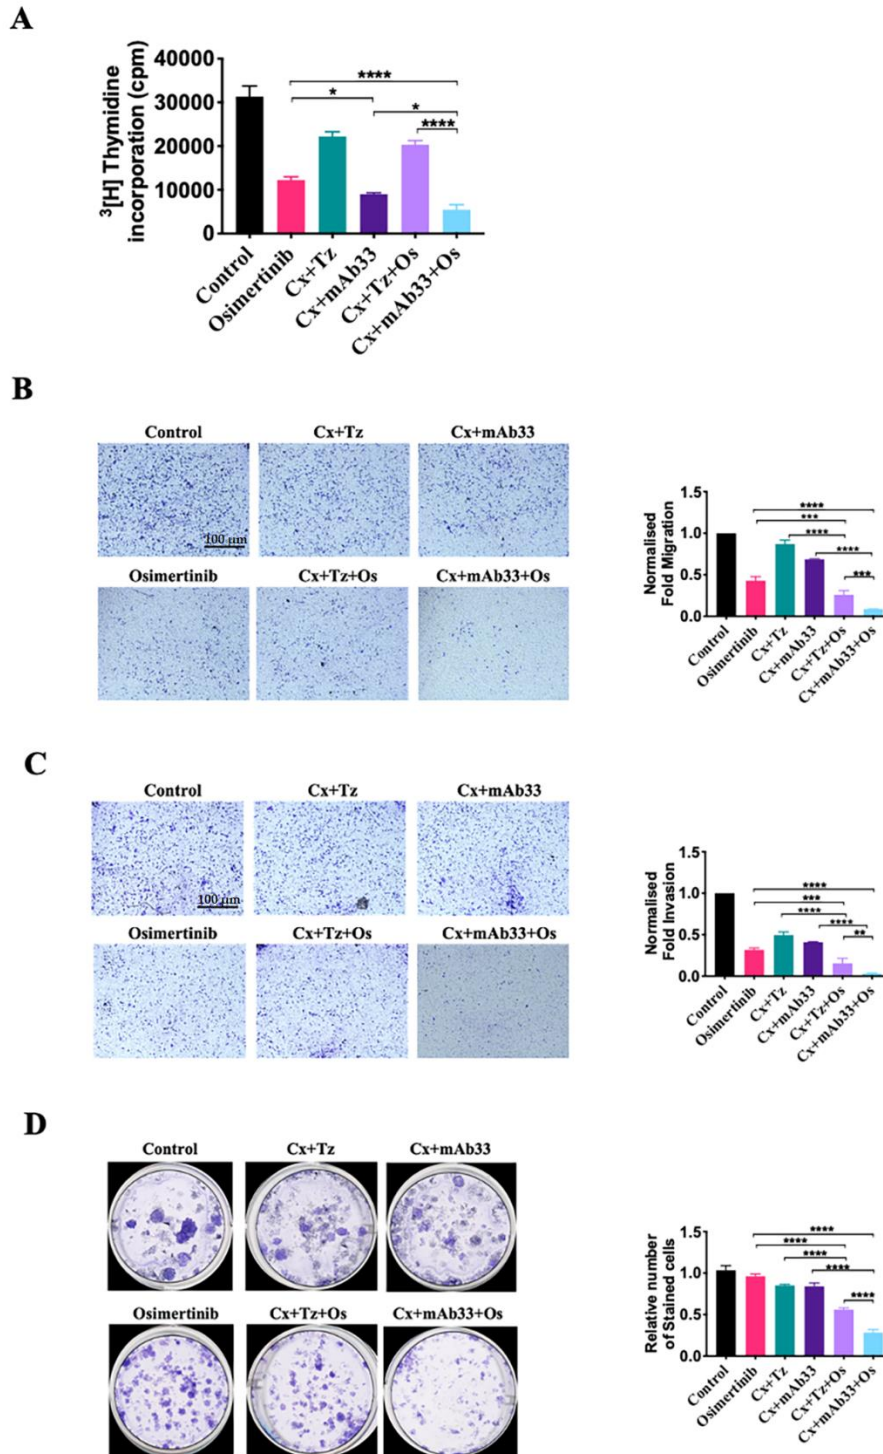 A
³[H] Thymidine
incorporation (cpm)
40000
30000
20000
10000
0
****
*
*
****
Control
Osimertinib
Cx+Tz
Cx+mAb33
Cx+Tz+Os
Cx+mAb33+Os
B
Control
Cx+Tz
Cx+mAb33
100 µm
Osimertinib
Cx+Tz+Os
Cx+mAb33+Os
Normalised
Fold Migration
1.5
1.0
0.5
0.0
****
***
****
****
***
Control
Osimertinib
Cx+Tz
Cx+mAb33
Cx+Tz+Os
Cx+mAb33+Os
C
Control
Cx+Tz
Cx+mAb33
100 µm
Osimertinib
Cx+Tz+Os
Cx+mAb33+Os
Normalised
Fold Invasion
1.5
1.0
0.5
0.0
****
***
****
****
**
Control
Osimertinib
Cx+Tz
Cx+mAb33
Cx+Tz+Os
Cx+mAb33+Os
D
Control
Cx+Tz
Cx+mAb33
Osimertinib
Cx+Tz+Os
Cx+mAb33+Os
Relative number
of Stained cells
1.5
1.0
0.5
0.0
****
****
****
****
****
Control
Osimertinib
Cx+Tz
Cx+mAb33
Cx+Tz+Os
Cx+mAb33+Os